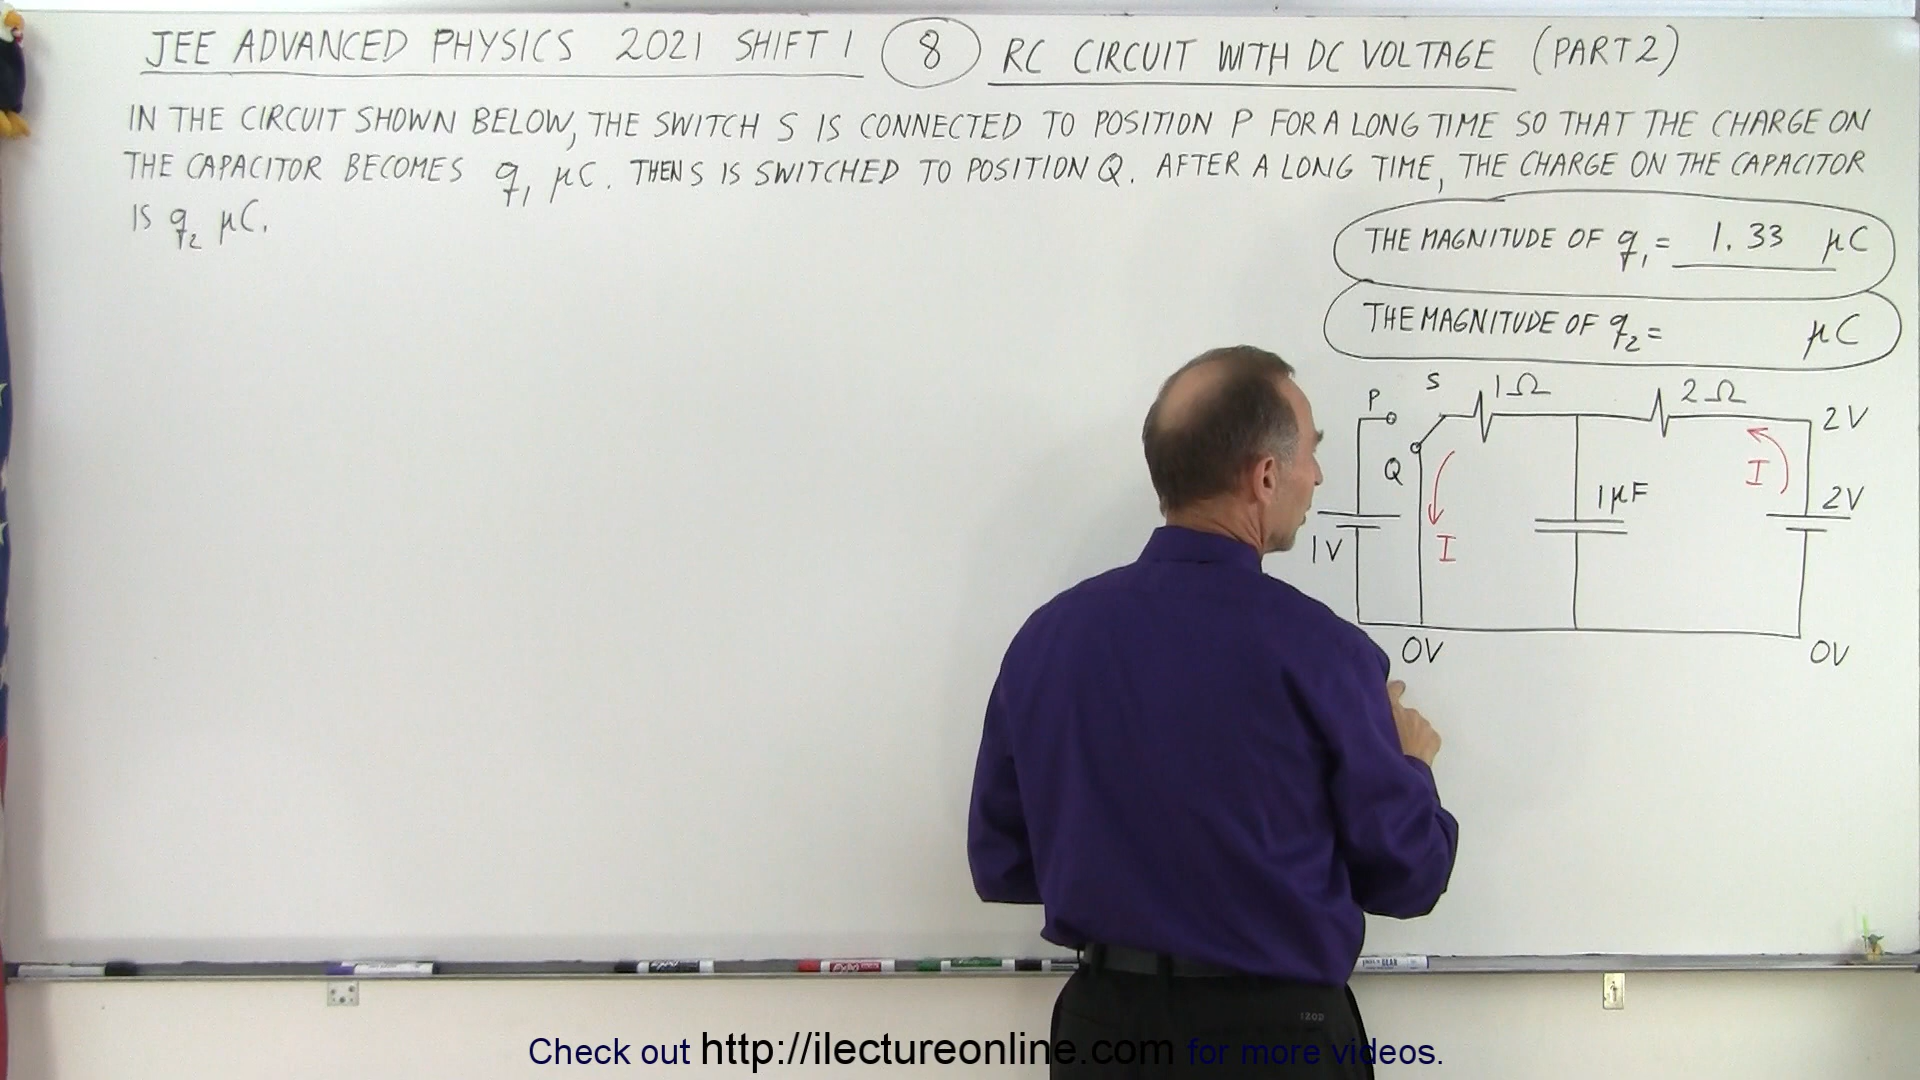 JEE ADVANCED PHYSICS 2021 SHIFT 1 8 RC CIRCUIT WITH DC VOLTAGE (PART 2)
IN THE CIRCUIT SHOWN BELOW, THE SWITCH S IS CONNECTED TO POSITION P FOR A LONG TIME SO THAT THE CHARGE ON
THE CAPACITOR BECOMES q₁ μC. THEN S IS SWITCHED TO POSITION Q. AFTER A LONG TIME, THE CHARGE ON THE CAPACITOR
IS q₂ μC.
THE MAGNITUDE OF q₁ = 1.33 μC
THE MAGNITUDE OF q₂ = μC
P S 1Ω 2Ω 2V
Q I 1μF 2V
1V I
0V 0V
IZOD
Check out http://ilectureonline.com for more videos.